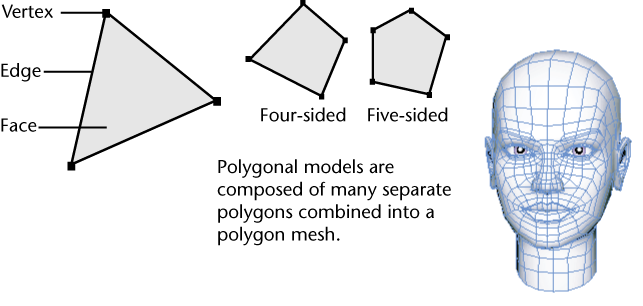 Vertex
Edge
Face
Four-sided
Five-sided
Polygonal models are
composed of many separate
polygons combined into a
polygon mesh.